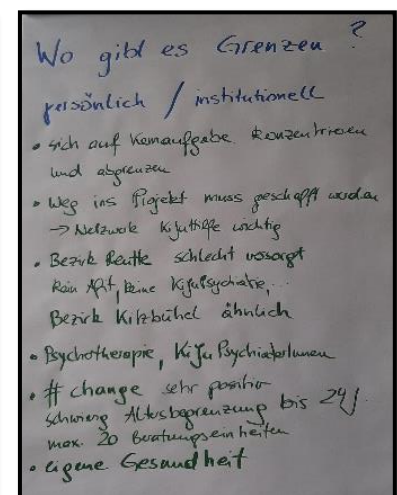 Wo gibt es Grenzen ?
persönlich / institutionell
• sich auf Kernaufgabe konzentrieren
und abgrenzen
• Weg ins Projekt muss geschafft werden
→ Netzwerk Kijuhilfe wichtig
• Bezirk Reutte schlecht versorgt
kein Arzt, keine Kijupsychiatrie, ...
Bezirk Kitzbühel ähnlich
• Psychotherapie, KiJu PsychiaterInnen
• # change sehr positiv
schwierig Altersbegrenzung bis 24 J.
max. 20 Beratungseinheiten
• eigene Gesundheit